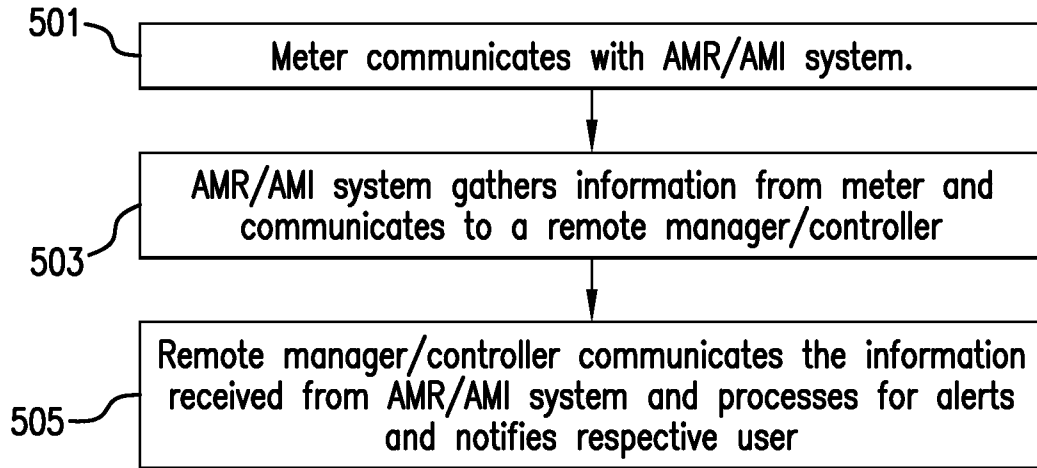 501
Meter communicates with AMR/AMI system.
AMR/AMI system gathers information from meter and
communicates to a remote manager/controller
503
Remote manager/controller communicates the information
received from AMR/AMI system and processes for alerts
and notifies respective user
505